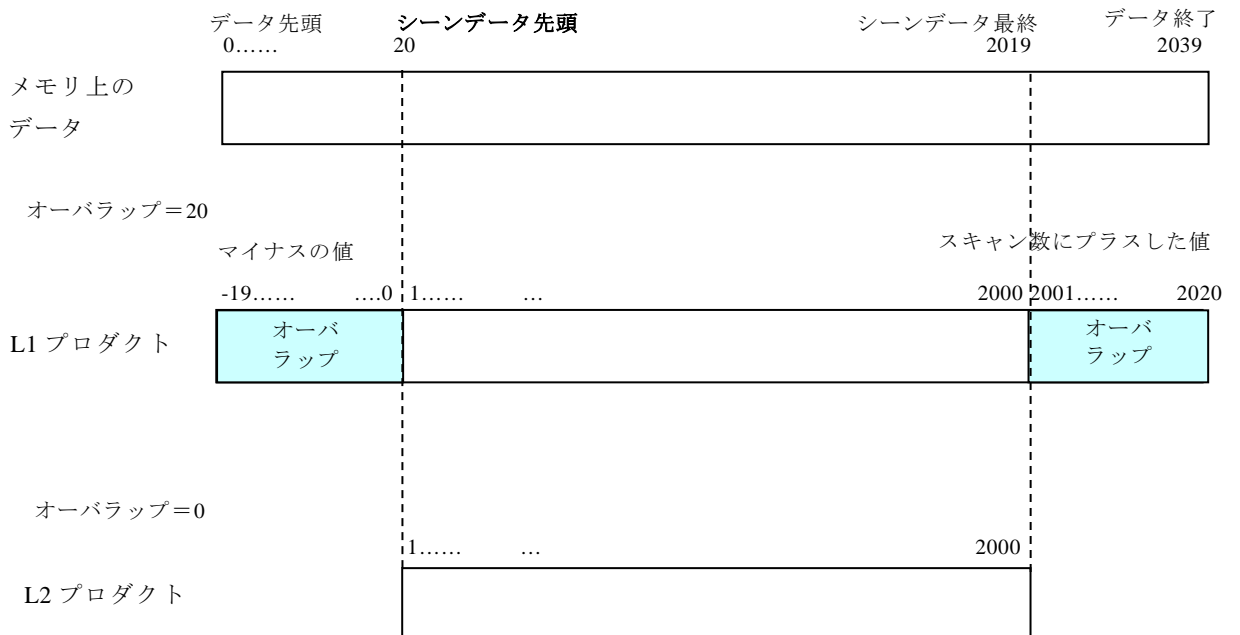 データ先頭 シーンデータ先頭 シーンデータ最終 データ終了
0…… 20 2019 2039
メモリ上の
データ
オーバラップ＝20
マイナスの値 スキャン数にプラスした値
-19…… ….0 1…… … 2000 2001…… 2020
L1 プロダクト
オーバ
ラップ
オーバ
ラップ
オーバラップ＝0
1…… … 2000
L2 プロダクト